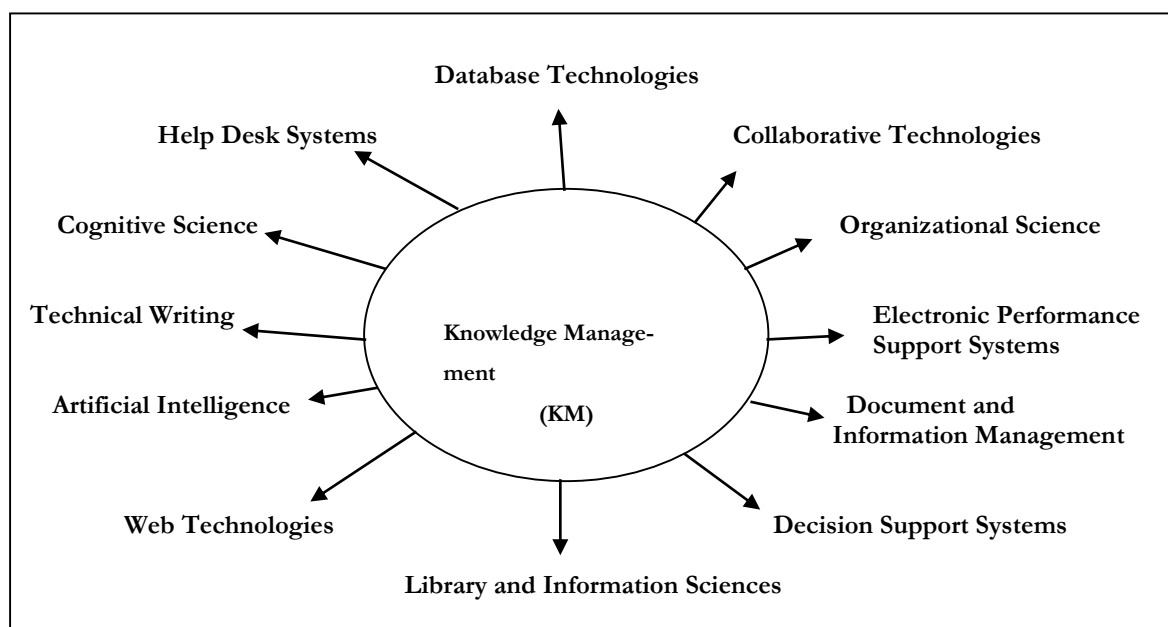 Database Technologies
Help Desk Systems
Collaborative Technologies
Cognitive Science
Organizational Science
Technical Writing
Electronic Performance
Support Systems
Knowledge Manage-
ment
(KM)
Artificial Intelligence
Document and
Information Management
Web Technologies
Decision Support Systems
Library and Information Sciences